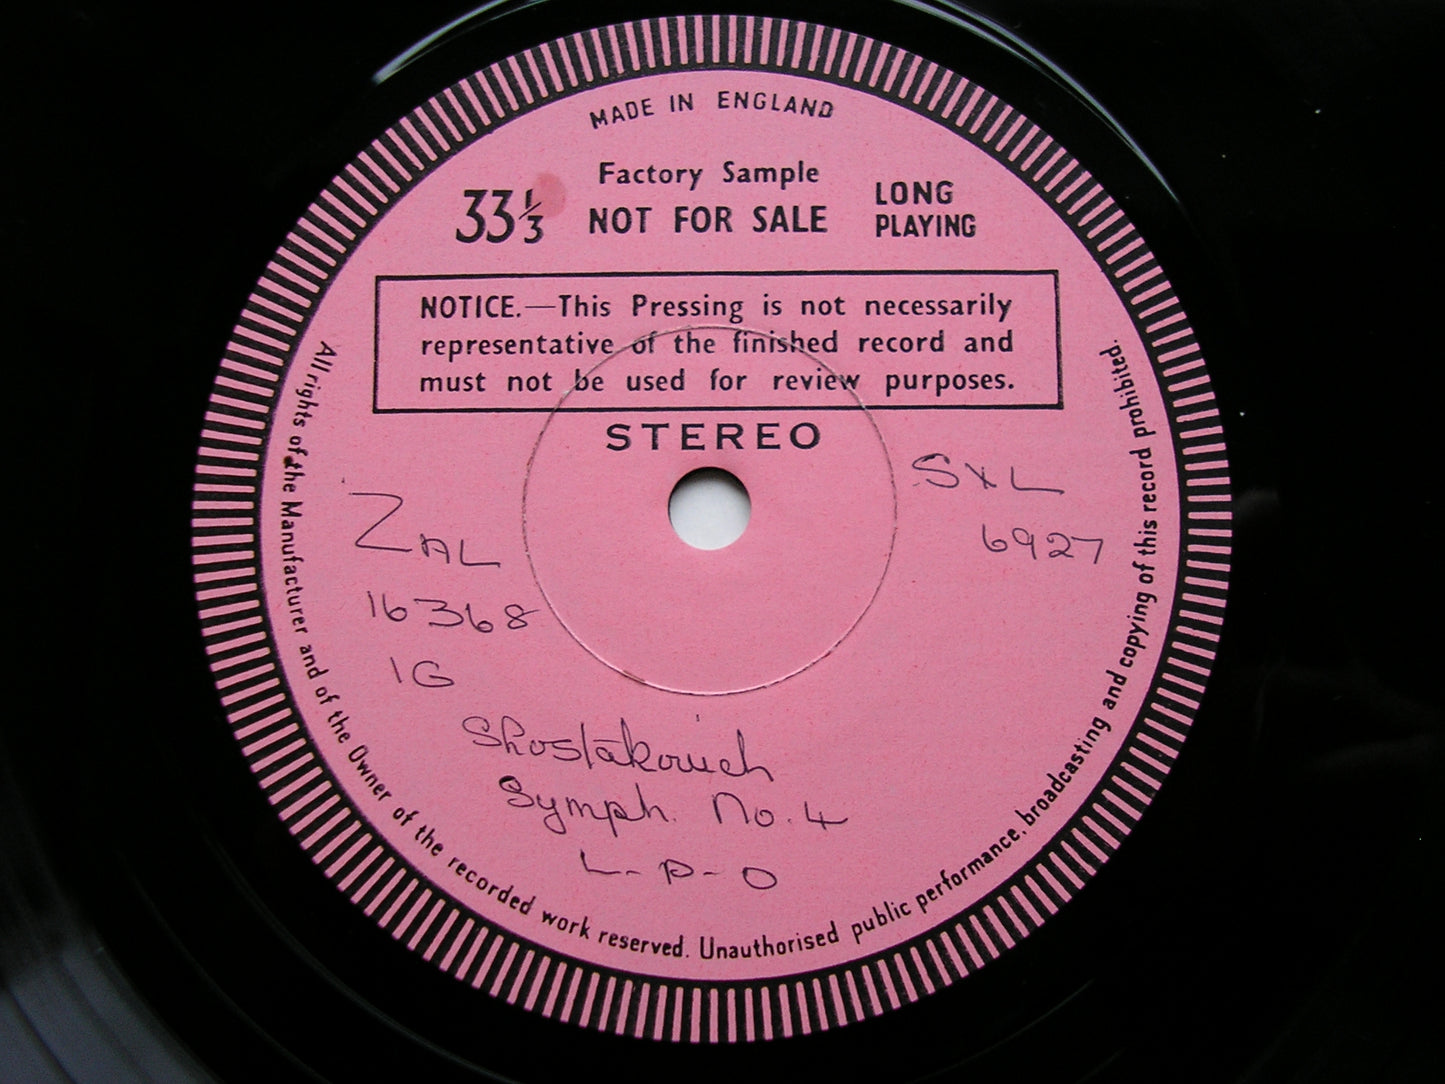 MADE IN ENGLAND
Factory Sample
33⅓ NOT FOR SALE
LONG
PLAYING
NOTICE.—This Pressing is not necessarily
representative of the finished record and
must not be used for review purposes.
STEREO
SXL
6927
ZAL
16368
1G
Shostakovich
Symph. No. 4
L-P-O
All rights of the Manufacturer and of the Owner of the recorded work reserved. Unauthorised public performance, broadcasting and copying of this record prohibited.